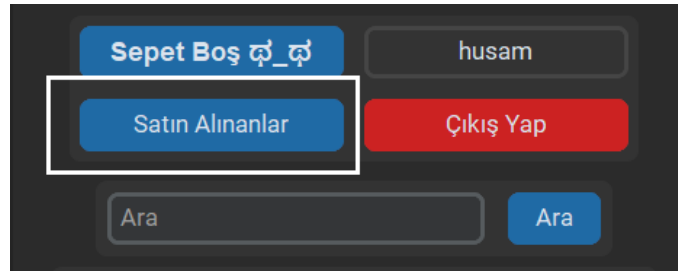 Sepet Boş ಥ_ಥ
husam
Satın Alınanlar
Çıkış Yap
Ara
Ara